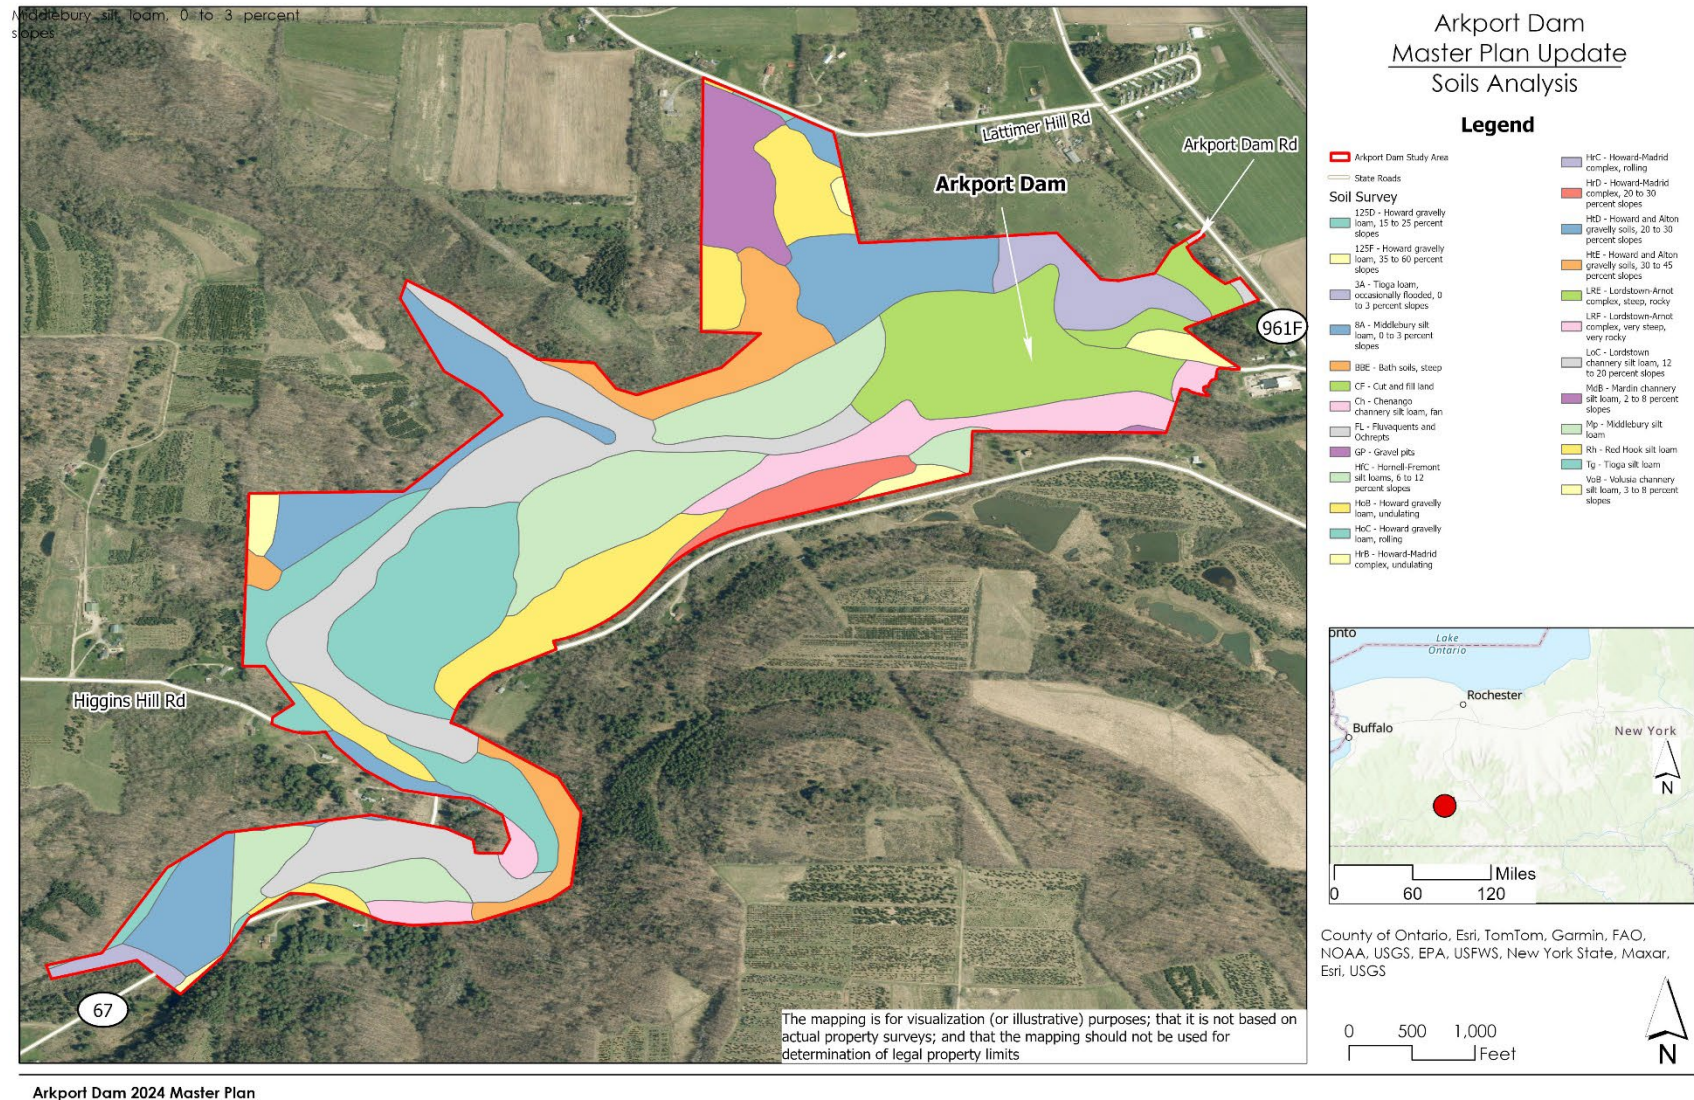 Middlebury silt loam, 0 to 3 percent
slopes
Arkport Dam
Master Plan Update
Soils Analysis
Legend
Arkport Dam Study Area
State Roads
Soil Survey
125D - Howard gravelly
loam, 15 to 25 percent
slopes
125F - Howard gravelly
loam, 35 to 60 percent
slopes
3A - Tioga loam,
occasionally flooded, 0
to 3 percent slopes
8A - Middlebury silt
loam, 0 to 3 percent
slopes
BBE - Bath soils, steep
CF - Cut and fill land
Ch - Chenango
channery silt loam, fan
FL - Fluvaquents and
Ochrepts
GP - Gravel pits
HfC - Hornell-Fremont
silt loams, 6 to 12
percent slopes
HoB - Howard gravelly
loam, undulating
HoC - Howard gravelly
loam, rolling
HrB - Howard-Madrid
complex, undulating
HrC - Howard-Madrid
complex, rolling
HrD - Howard-Madrid
complex, 20 to 30
percent slopes
HtD - Howard and Alton
gravelly soils, 20 to 30
percent slopes
HtE - Howard and Alton
gravelly soils, 30 to 45
percent slopes
LRE - Lordstown-Arnot
complex, steep, rocky
LRF - Lordstown-Arnot
complex, very steep,
very rocky
LoC - Lordstown
channery silt loam, 12
to 20 percent slopes
MdB - Mardin channery
silt loam, 2 to 8 percent
slopes
Mp - Middlebury silt
loam
Rh - Red Hook silt loam
Tg - Tioga silt loam
VoB - Volusia channery
silt loam, 3 to 8 percent
slopes
Lattimer Hill Rd
Arkport Dam Rd
Arkport Dam
961F
Higgins Hill Rd
67
onto
Lake
Ontario
Rochester
Buffalo
New York
N
Miles
0 60 120
County of Ontario, Esri, TomTom, Garmin, FAO,
NOAA, USGS, EPA, USFWS, New York State, Maxar,
Esri, USGS
0 500 1,000
Feet
N
The mapping is for visualization (or illustrative) purposes; that it is not based on
actual property surveys; and that the mapping should not be used for
determination of legal property limits
Arkport Dam 2024 Master Plan